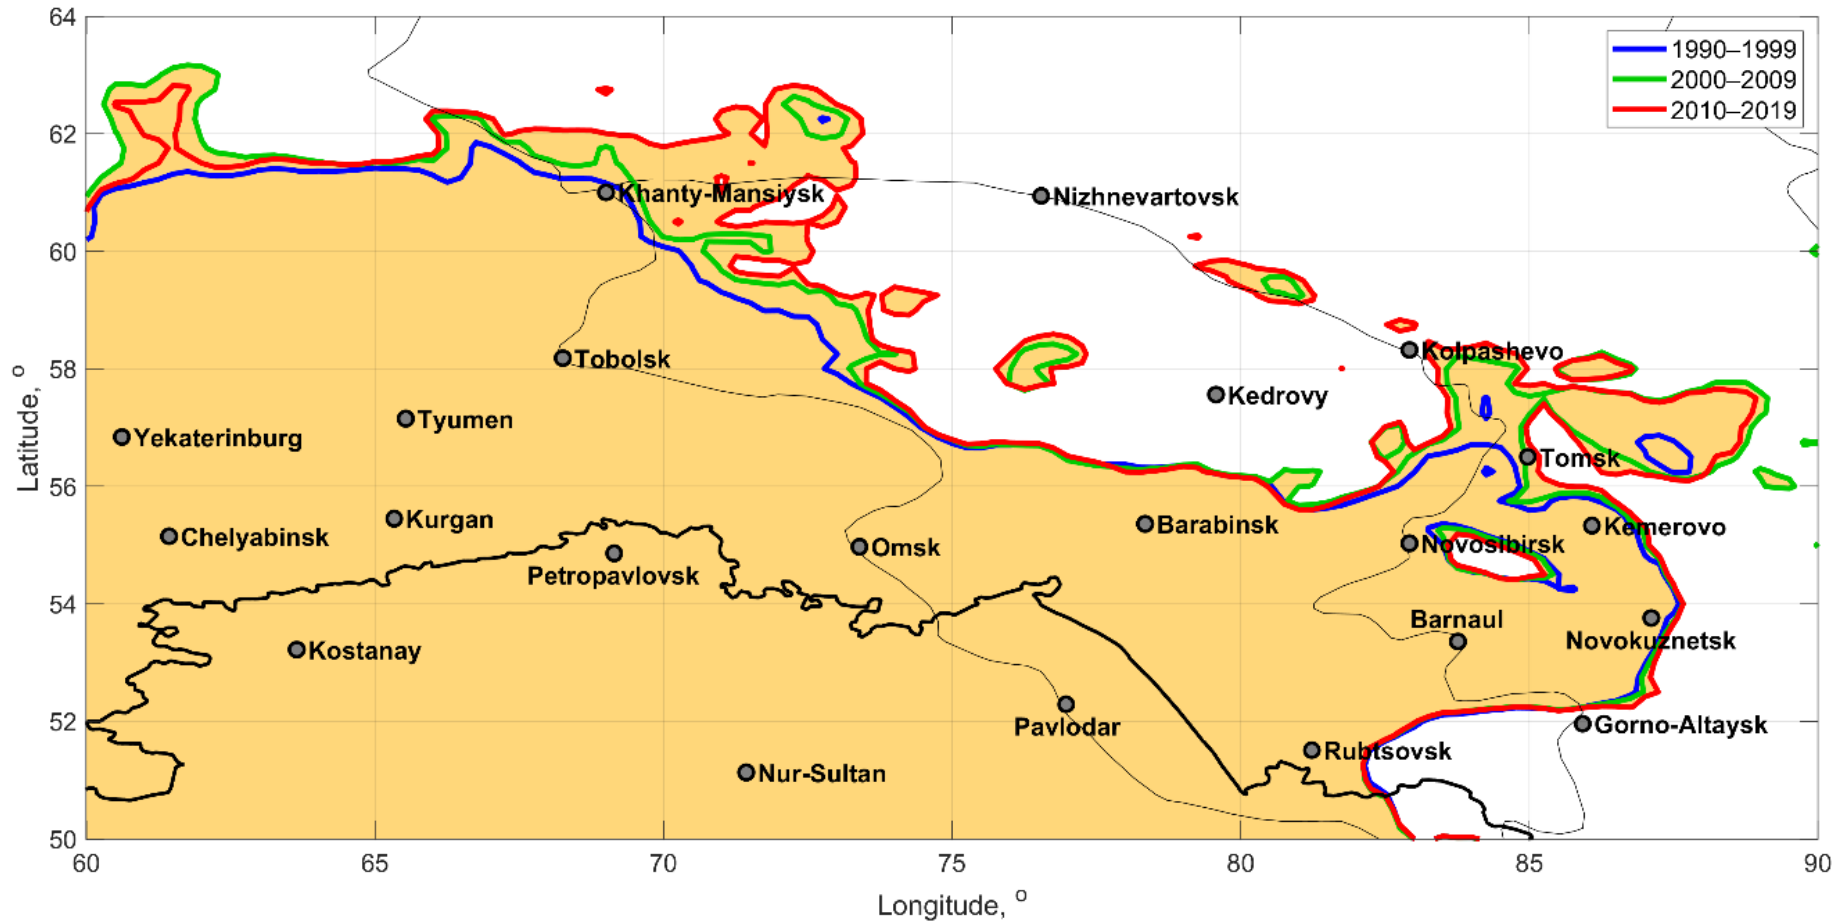 64
62
60
58
56
54
52
50
Latitude, °
1990–1999
2000–2009
2010–2019
Khanty-Mansiysk
Nizhnevartovsk
Tobolsk
Kolpashevo
Kedrovy
Tyumen
Yekaterinburg
Tomsk
Chelyabinsk
Kurgan
Petropavlovsk
Omsk
Barabinsk
Novosibirsk
Kemerovo
Kostanay
Barnaul
Novokuznetsk
Pavlodar
Gorno-Altaysk
Nur-Sultan
Rubtsovsk
60 65 70 75 80 85 90
Longitude, °